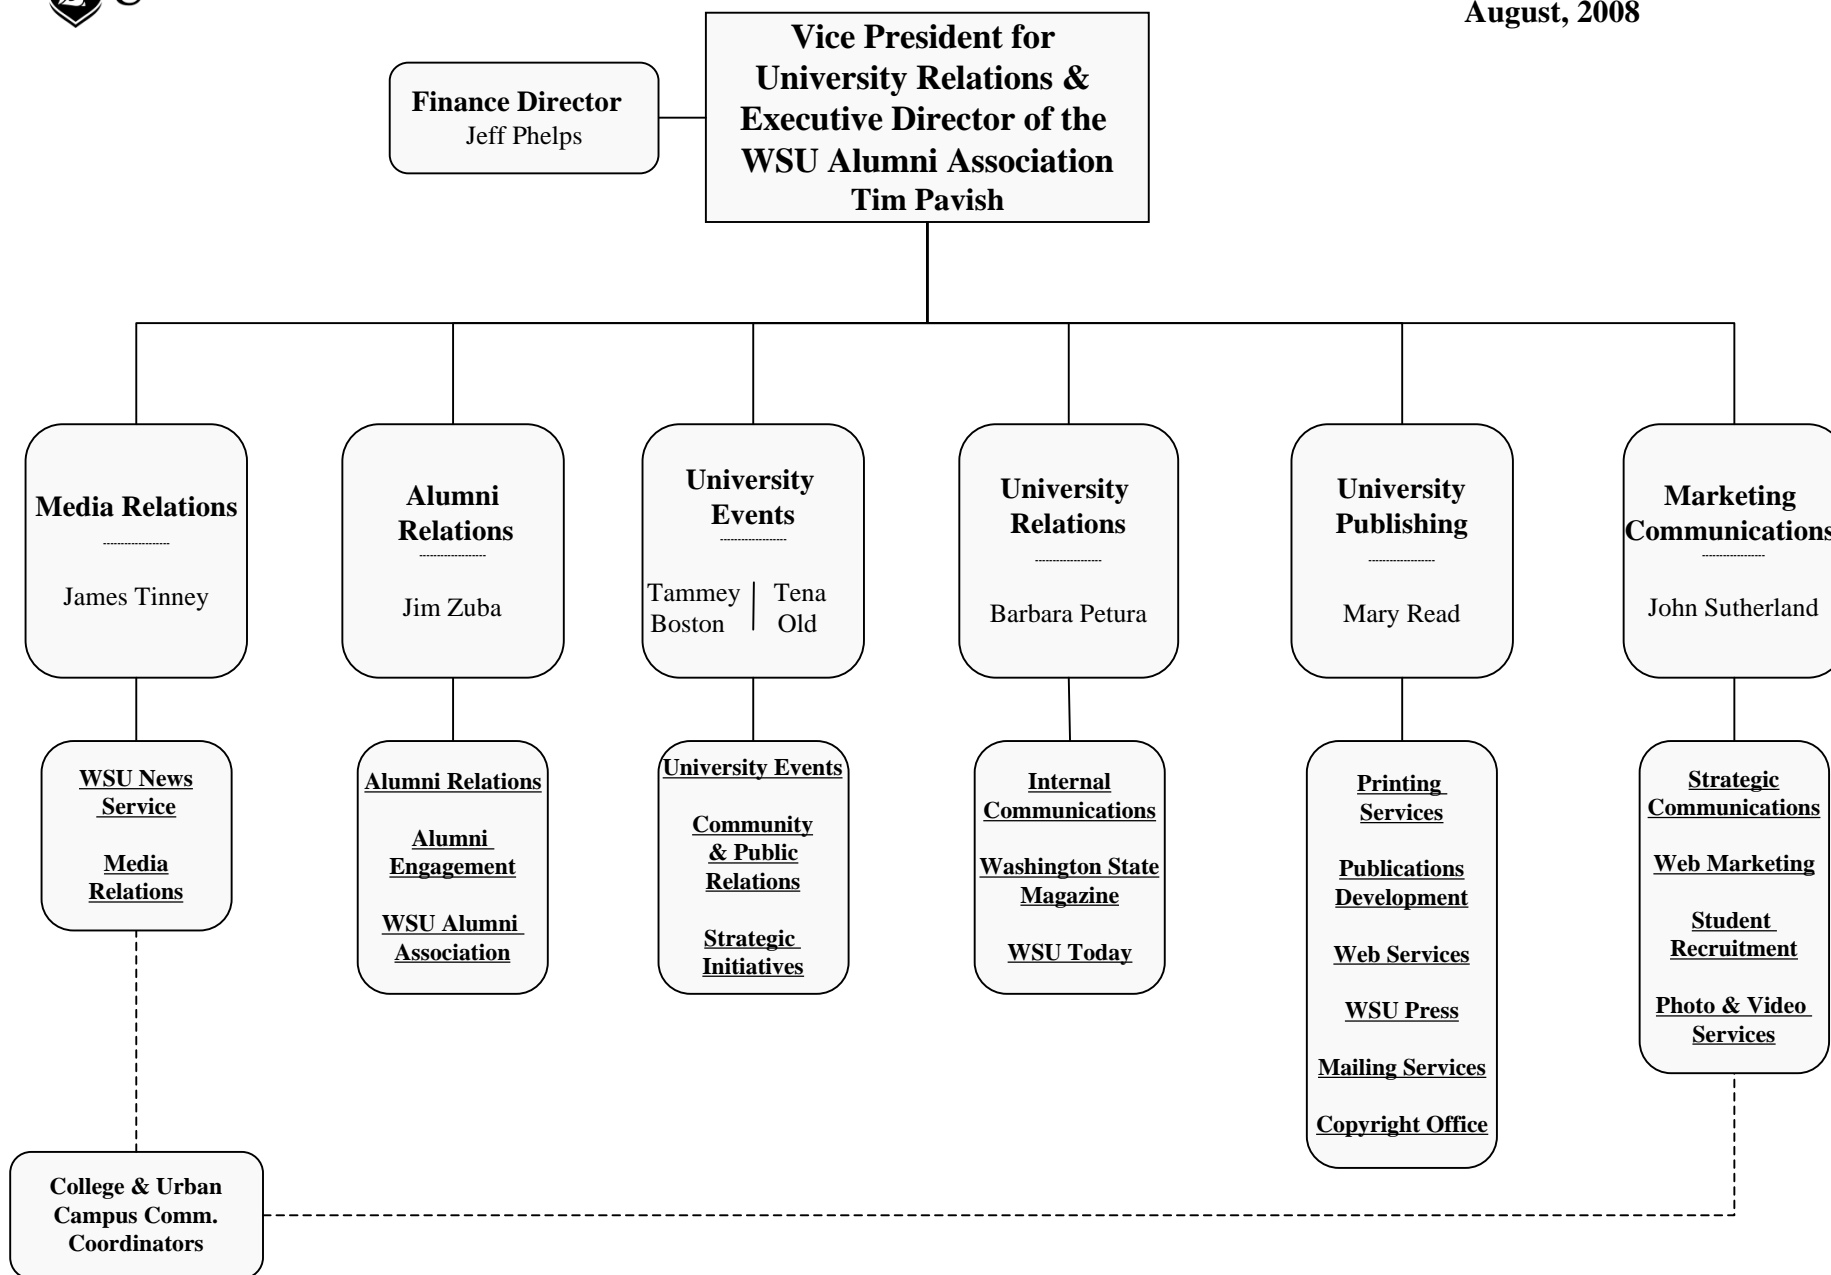 August, 2008
Vice President for
University Relations &
Executive Director of the
WSU Alumni Association
Tim Pavish
Finance Director
Jeff Phelps
Media Relations
-------------------
James Tinney
Alumni
Relations
-------------------
Jim Zuba
University
Events
-------------------
Tammey | Tena
Boston | Old
University
Relations
-------------------
Barbara Petura
University
Publishing
-------------------
Mary Read
Marketing
Communications
------------------
John Sutherland
WSU News
Service
Media
Relations
Alumni Relations
Alumni
Engagement
WSU Alumni
Association
University Events
Community
& Public
Relations
Strategic
Initiatives
Internal
Communications
Washington State
Magazine
WSU Today
Printing
Services
Publications
Development
Web Services
WSU Press
Mailing Services
Copyright Office
Strategic
Communications
Web Marketing
Student
Recruitment
Photo & Video
Services
College & Urban
Campus Comm.
Coordinators